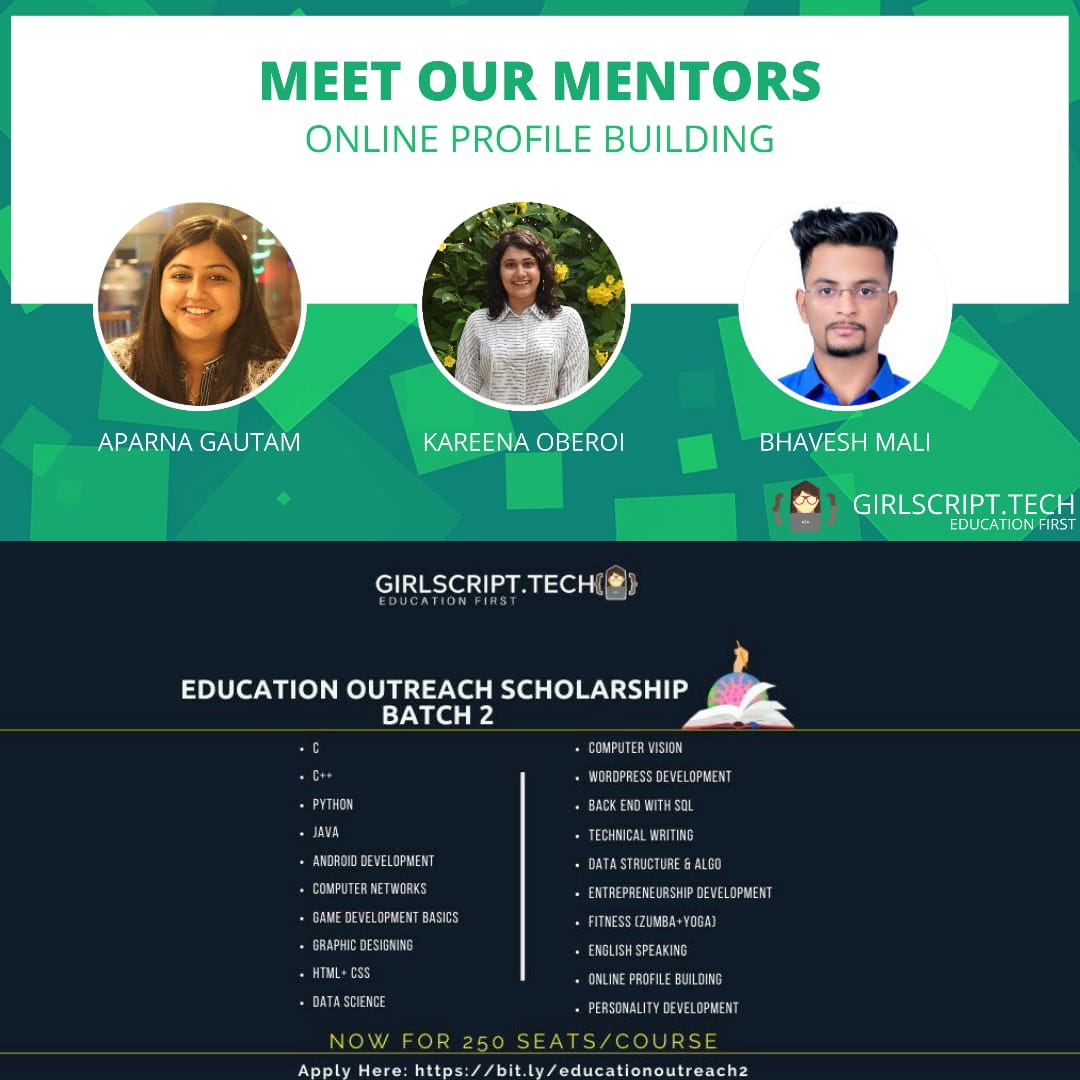 MEET OUR MENTORS
ONLINE PROFILE BUILDING
APARNA GAUTAM
KAREENA OBEROI
BHAVESH MALI
GIRLSCRIPT.TECH
EDUCATION FIRST
GIRLSCRIPT.TECH
EDUCATION FIRST
EDUCATION OUTREACH SCHOLARSHIP
BATCH 2
• C
• C++
• PYTHON
• JAVA
• ANDROID DEVELOPMENT
• COMPUTER NETWORKS
• GAME DEVELOPMENT BASICS
• GRAPHIC DESIGNING
• HTML+ CSS
• DATA SCIENCE
• COMPUTER VISION
• WORDPRESS DEVELOPMENT
• BACK END WITH SQL
• TECHNICAL WRITING
• DATA STRUCTURE & ALGO
• ENTREPRENEURSHIP DEVELOPMENT
• FITNESS (ZUMBA+YOGA)
• ENGLISH SPEAKING
• ONLINE PROFILE BUILDING
• PERSONALITY DEVELOPMENT
NOW FOR 250 SEATS/COURSE
Apply Here: https://bit.ly/educationoutreach2